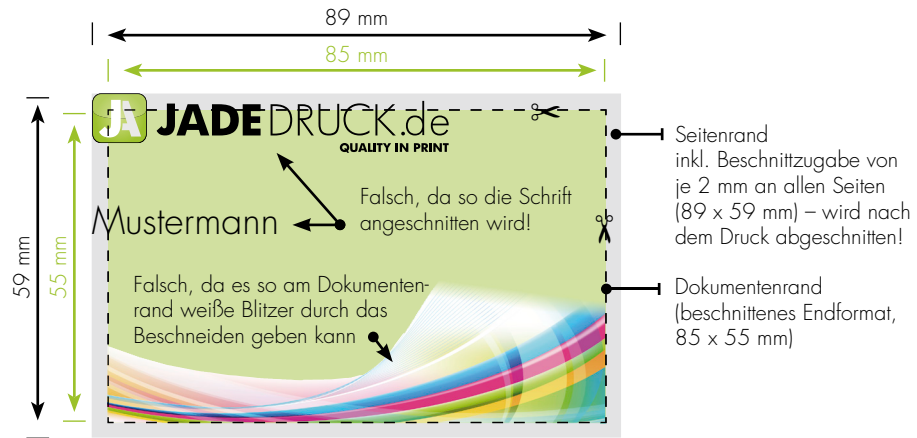 89 mm
85 mm
59 mm
55 mm
JA JADEDRUCK.de
QUALITY IN PRINT
Falsch, da so die Schrift
angeschnitten wird!
Mustermann
Falsch, da es so am Dokumenten-
rand weiße Blitzer durch das
Beschneiden geben kann
Seitenrand
inkl. Beschnittzugabe von
je 2 mm an allen Seiten
(89 x 59 mm) – wird nach
dem Druck abgeschnitten!
Dokumentenrand
(beschnittenes Endformat,
85 x 55 mm)